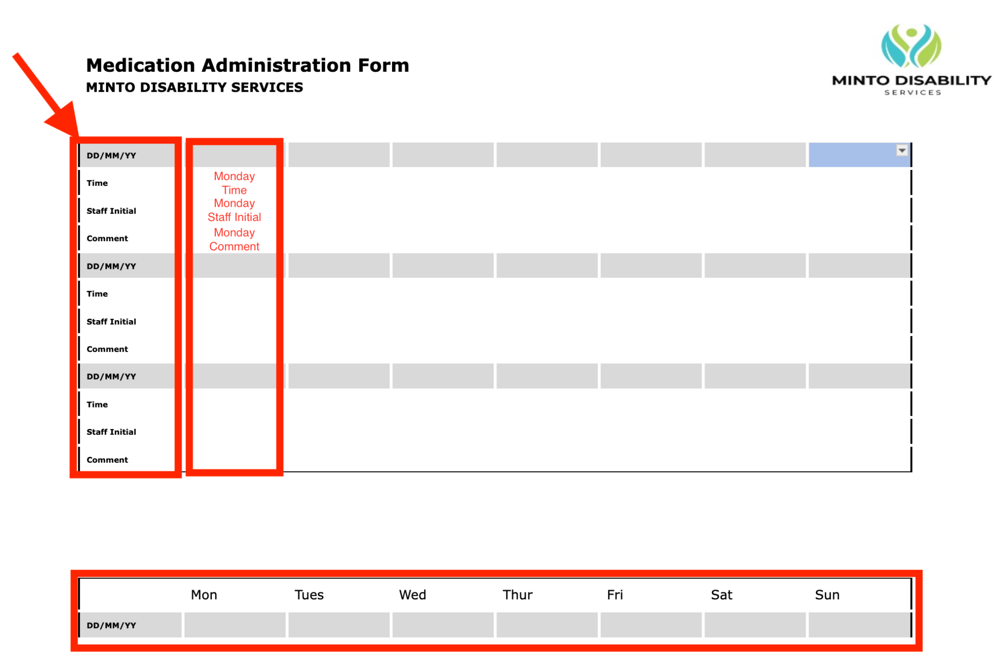 Medication Administration Form
MINTO DISABILITY SERVICES
MINTO DISABILITY
SERVICES
DD/MM/YY
Time
Monday
Time
Staff Initial
Monday
Staff Initial
Comment
Monday
Comment
DD/MM/YY
Time
Staff Initial
Comment
DD/MM/YY
Time
Staff Initial
Comment
Mon Tues Wed Thur Fri Sat Sun
DD/MM/YY